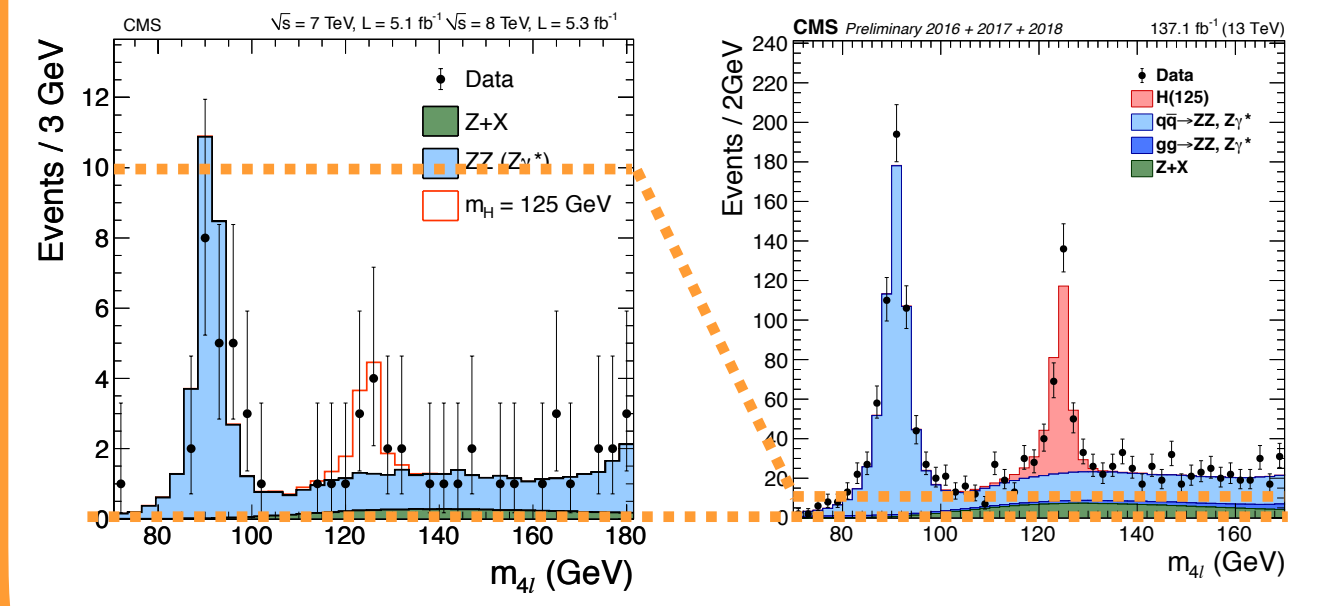 CMS √s = 7 TeV, L = 5.1 fb⁻¹ √s = 8 TeV, L = 5.3 fb⁻¹
Events / 3 GeV
12
10
8
6
4
2
0
Data
Z+X
ZZ (Zγ*)
m_H = 125 GeV
80 100 120 140 160 180
m_4l (GeV)
CMS Preliminary 2016 + 2017 + 2018 137.1 fb⁻¹ (13 TeV)
Events / 2GeV
240
220
200
180
160
140
120
100
80
60
40
20
0
Data
H(125)
qq̄→ZZ, Zγ*
gg→ZZ, Zγ*
Z+X
80 100 120 140 160
m_4l (GeV)